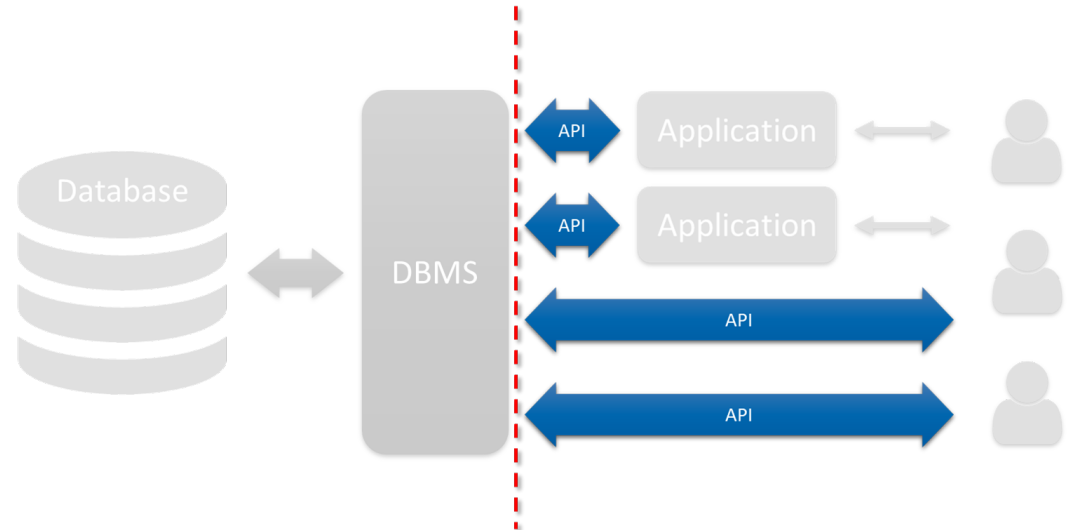 Database
DBMS
API
Application
API
Application
API
API